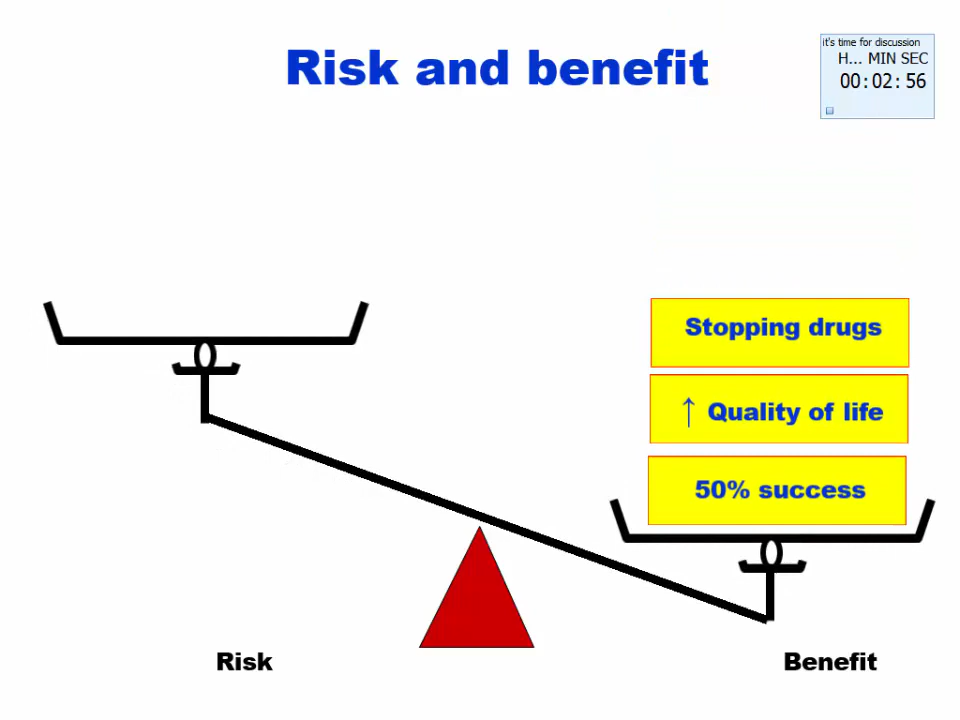 Risk and benefit
it's time for discussion
H... MIN SEC
00:02:56
Stopping drugs
↑ Quality of life
50% success
Risk
Benefit